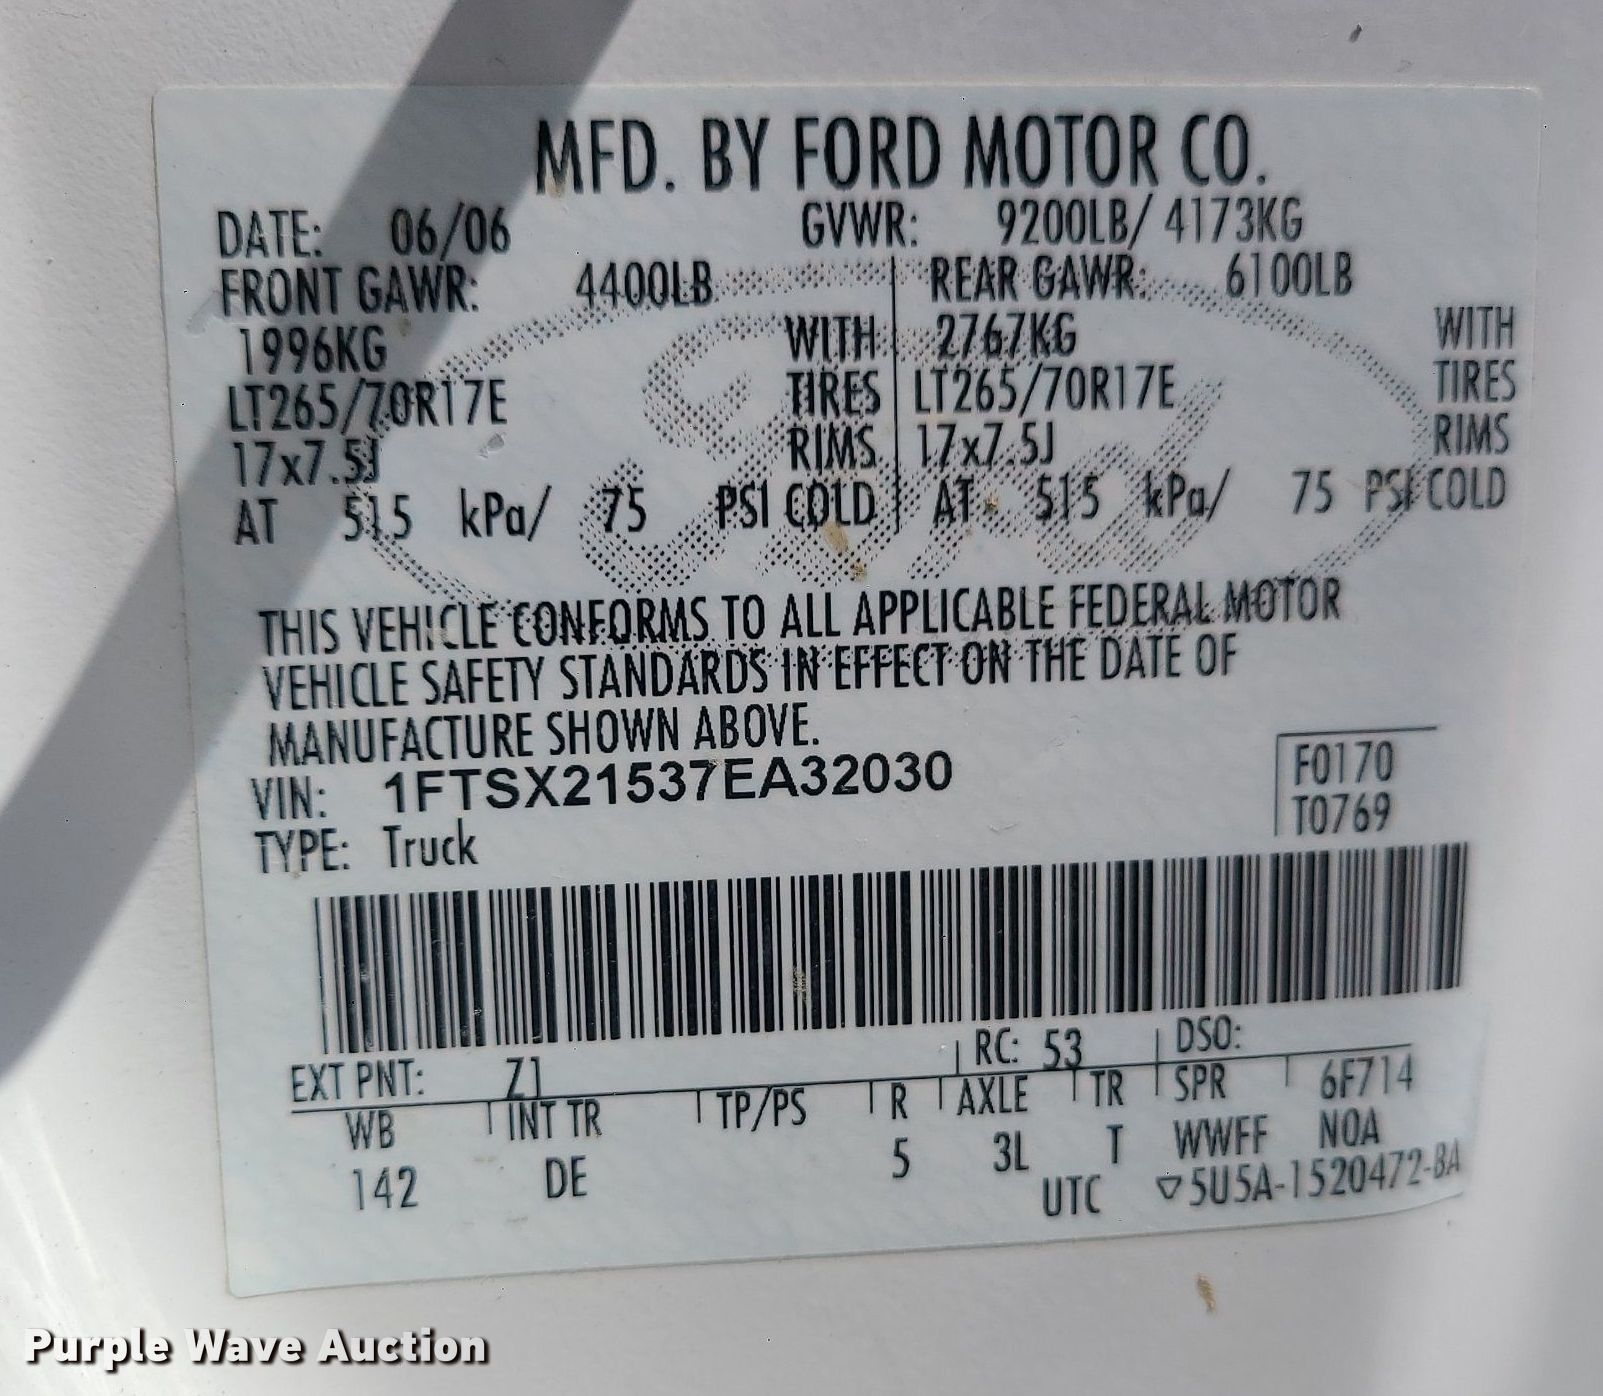 MFD. BY FORD MOTOR CO.
DATE: 06/06 GVWR: 9200LB/ 4173KG
FRONT GAWR: 4400LB REAR GAWR: 6100LB
1996KG WITH 2767KG WITH
LT265/70R17E TIRES LT265/70R17E TIRES
17x7.5J RIMS 17x7.5J RIMS
AT 515 kPa/ 75 PSI COLD AT 515 kPa/ 75 PSI COLD
THIS VEHICLE CONFORMS TO ALL APPLICABLE FEDERAL MOTOR
VEHICLE SAFETY STANDARDS IN EFFECT ON THE DATE OF
MANUFACTURE SHOWN ABOVE.
VIN: 1FTSX21537EA32030 F0170
TYPE: Truck T0769
EXT PNT: Z1 RC: 53 DSO:
WB INT TR TP/PS R AXLE TR SPR 6F714
142 DE 5 3L T WWFF NOA
UTC ▽5U5A-1520472-BA
Ford
Purple Wave Auction